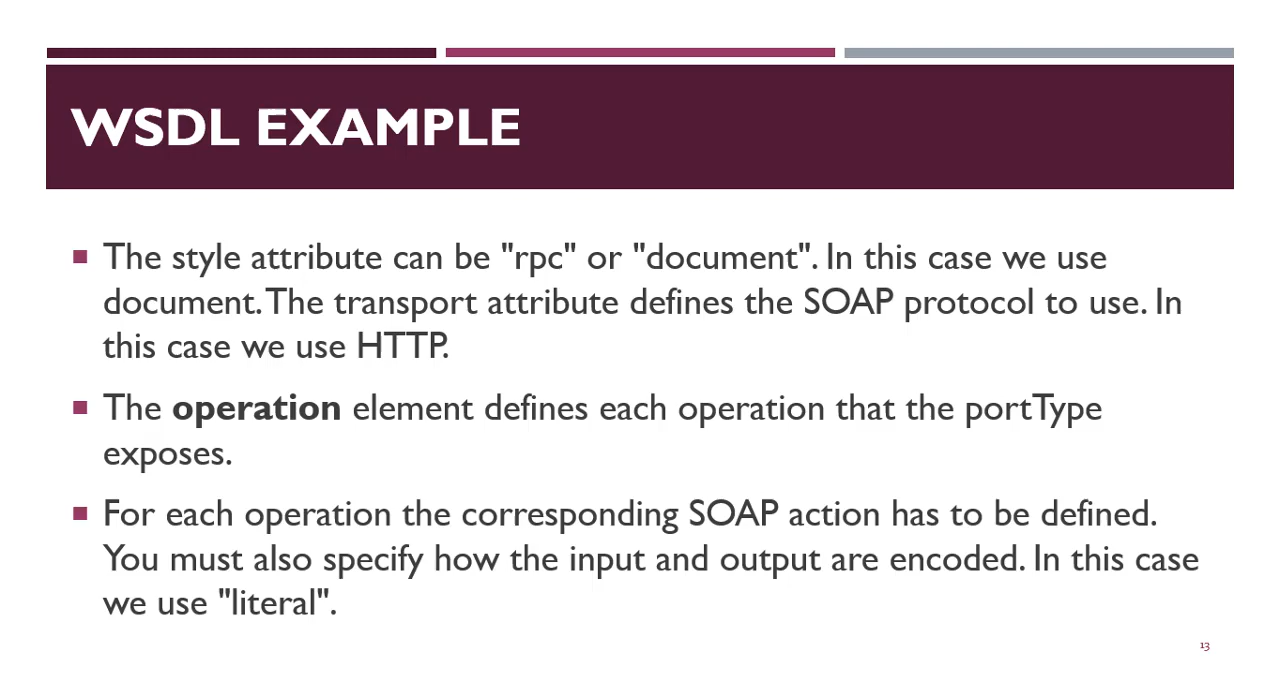 WSDL EXAMPLE
The style attribute can be "rpc" or "document". In this case we use
document. The transport attribute defines the SOAP protocol to use. In
this case we use HTTP.
The operation element defines each operation that the portType
exposes.
For each operation the corresponding SOAP action has to be defined.
You must also specify how the input and output are encoded. In this case
we use "literal".
13